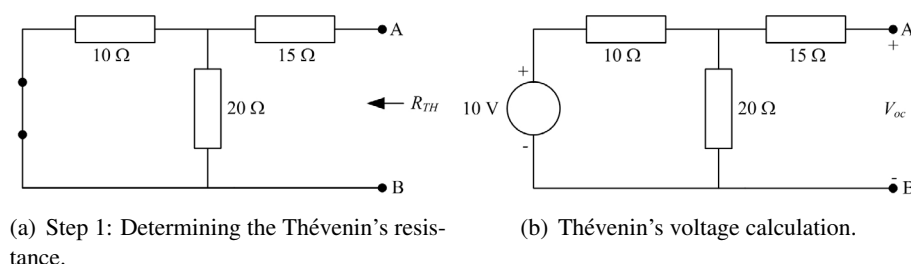 10 Ω
15 Ω
A
20 Ω
R_TH
B
(a) Step 1: Determining the Thévenin's resis-
tance.
10 Ω
15 Ω
A
+
+
10 V
-
20 Ω
V_oc
-
B
(b) Thévenin's voltage calculation.